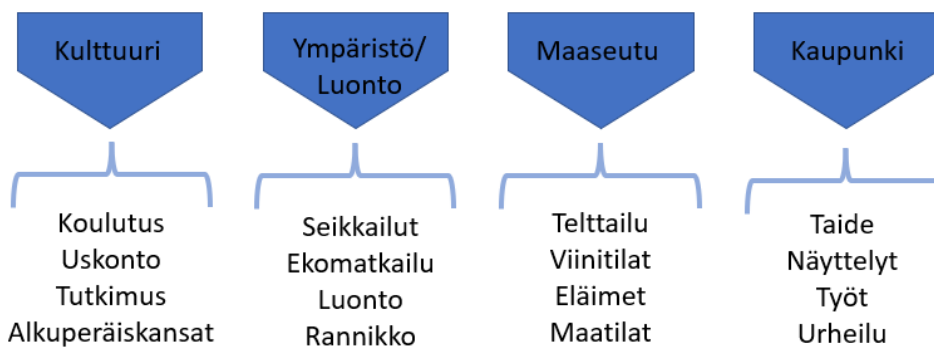 Kulttuuri
Koulutus
Uskonto
Tutkimus
Alkuperäiskansat
Ympäristö/
Luonto
Seikkailut
Ekomatkailu
Luonto
Rannikko
Maaseutu
Telttailu
Viinitilat
Eläimet
Maatilat
Kaupunki
Taide
Näyttelyt
Työt
Urheilu